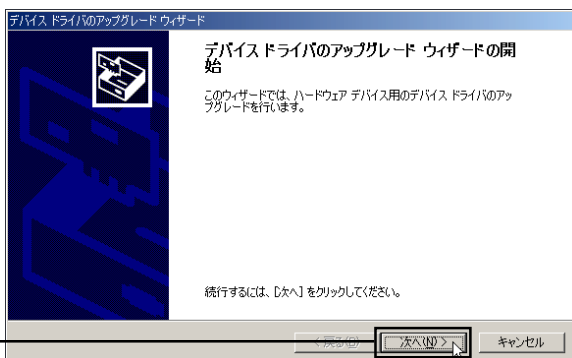 デバイス ドライバのアップグレード ウィザード
デバイス ドライバのアップグレード ウィザードの開
始
このウィザードでは、ハードウェア デバイス用のデバイス ドライバのアッ
プグレードを行います。
続行するには、[次へ] をクリックしてください。
< 戻る(B) 次へ(N) > キャンセル